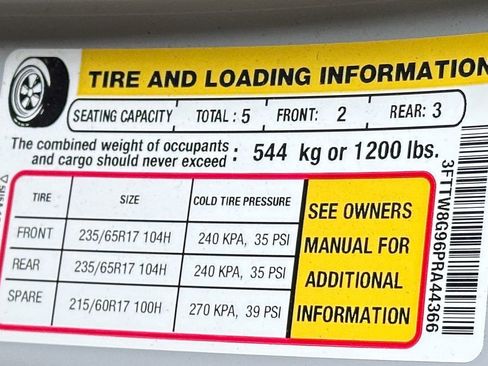 TIRE AND LOADING INFORMATION
SEATING CAPACITY TOTAL : 5 FRONT: 2 REAR: 3
The combined weight of occupants
and cargo should never exceed : 544 kg or 1200 lbs.
TIRE SIZE COLD TIRE PRESSURE
FRONT 235/65R17 104H 240 KPA, 35 PSI
REAR 235/65R17 104H 240 KPA, 35 PSI
SPARE 215/60R17 100H 270 KPA, 39 PSI
SEE OWNERS
MANUAL FOR
ADDITIONAL
INFORMATION
3FTTW8G96PRA44366